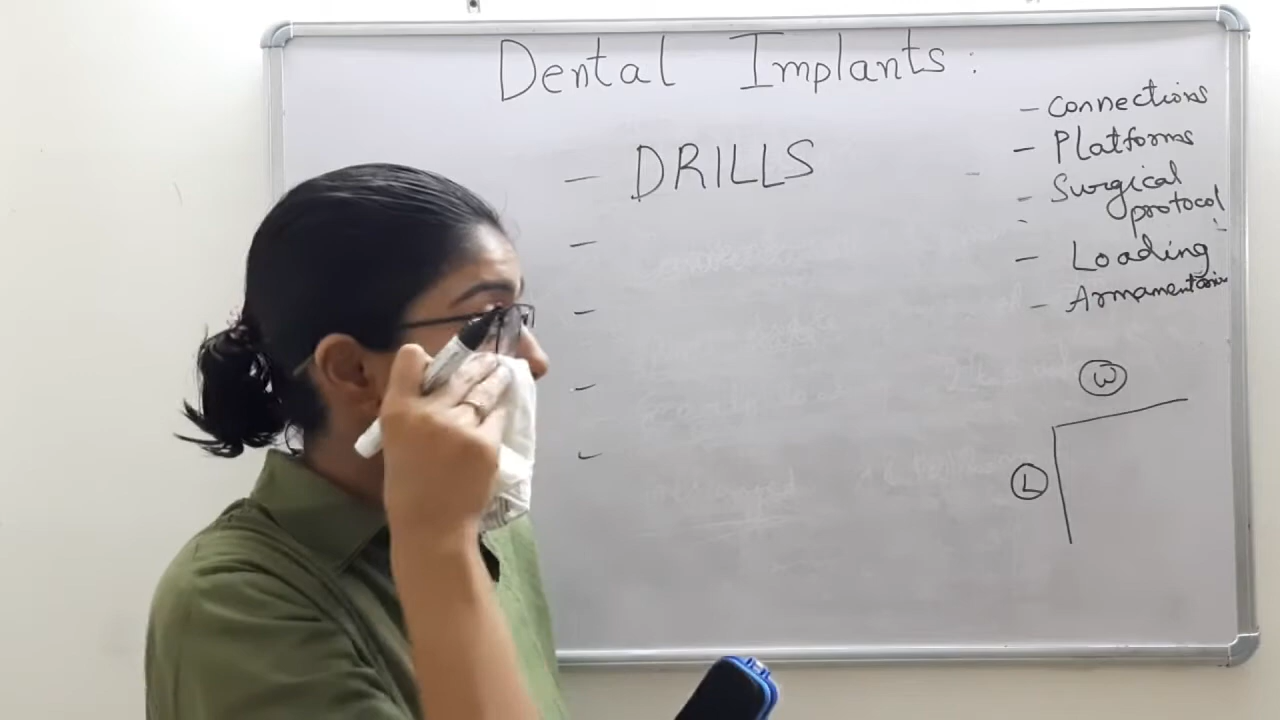 Dental Implants:
- DRILLS
-
-
-
-
- Connections
- Platforms
- Surgical
protocol
- Loading
-
W
L